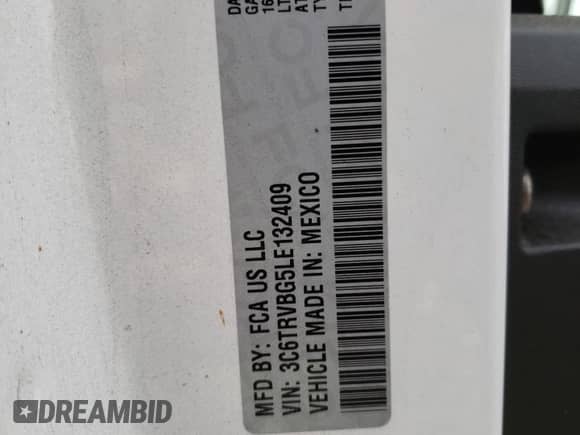 MFD BY: FCA US LLC
VIN: 3C6TRVBG5LE132409
VEHICLE MADE IN: MEXICO
DREAMBID